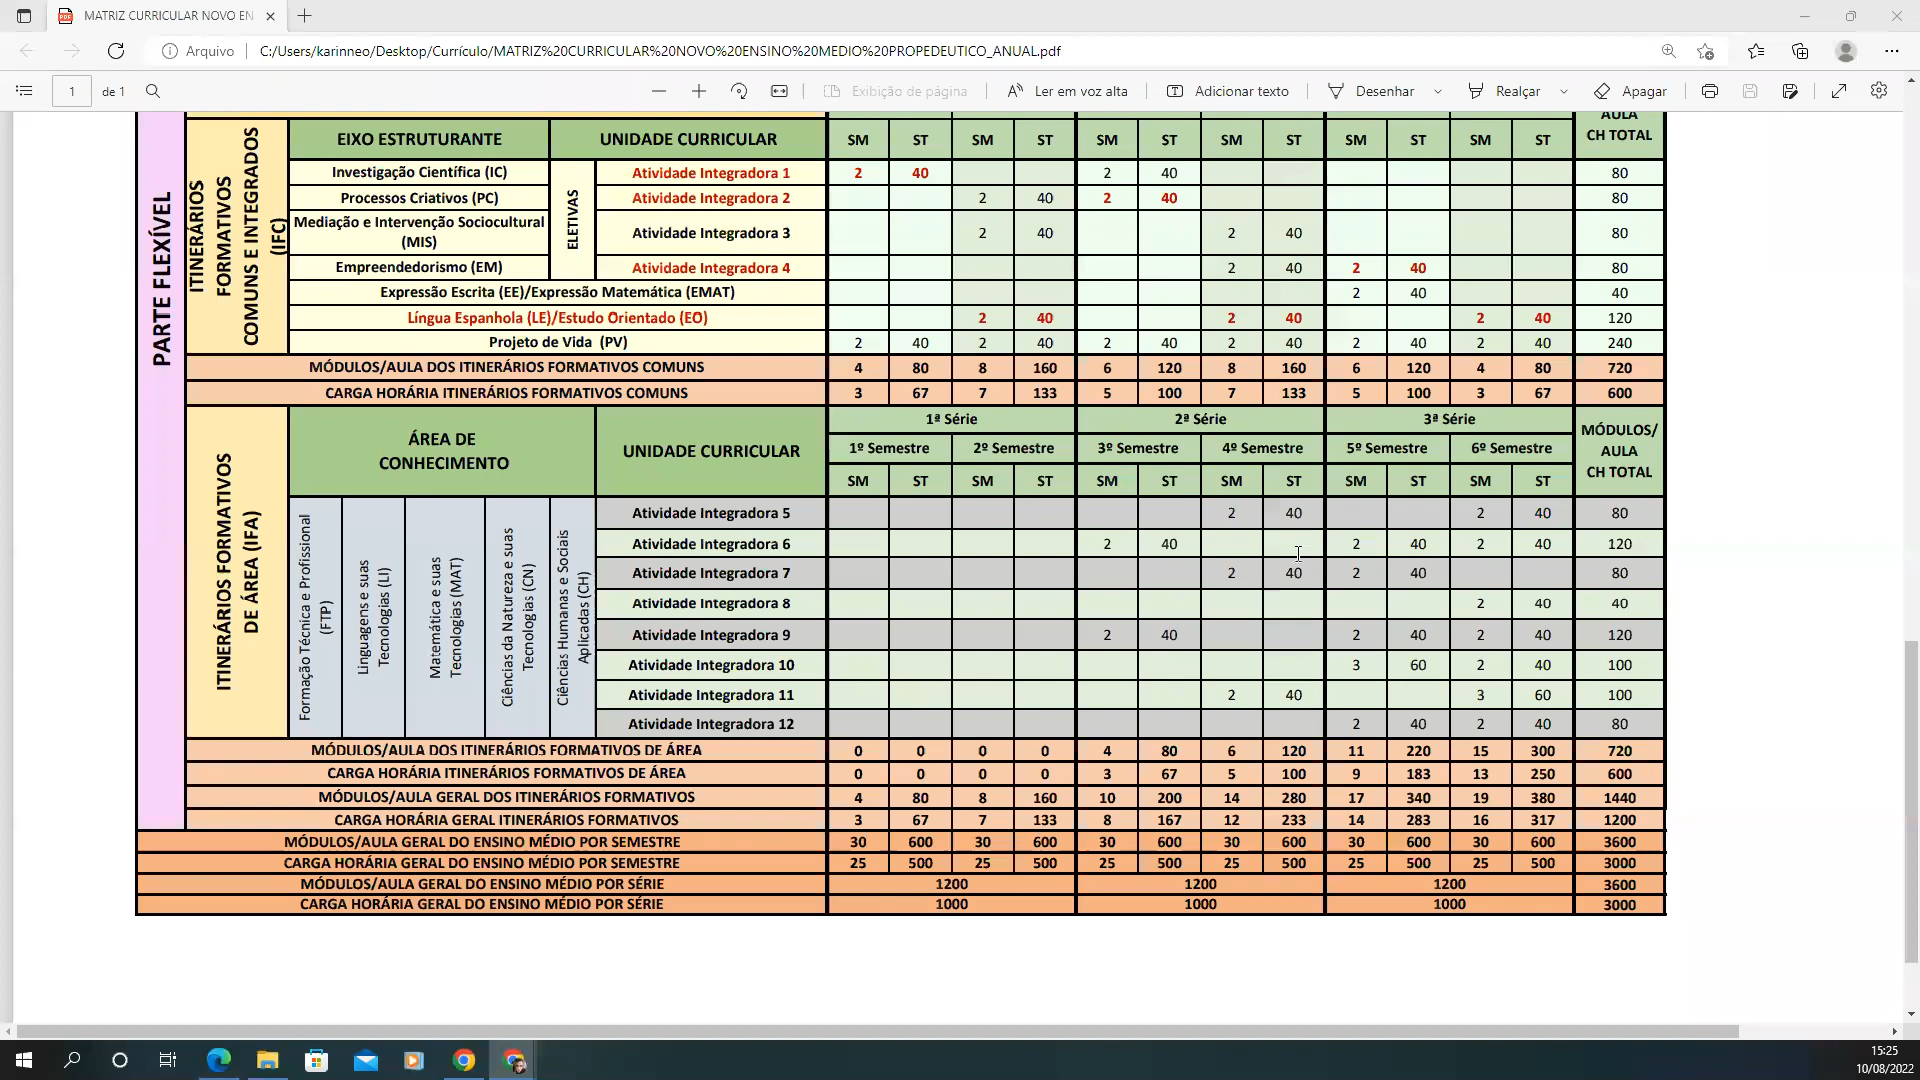 MATRIZ CURRICULAR NOVO EN
Arquivo C:/Users/karinneo/Desktop/Currículo/MATRIZ%20CURRICULAR%20NOVO%20ENSINO%20MEDIO%20PROPEDEUTICO_ANUAL.pdf
1 de 1 Exibição de página Ler em voz alta Adicionar texto Desenhar Realçar Apagar
AULA
CH TOTAL
PARTE FLEXÍVEL
ITINERÁRIOS
FORMATIVOS
COMUNS E INTEGRADOS
(IFC)
EIXO ESTRUTURANTE UNIDADE CURRICULAR SM ST SM ST SM ST SM ST SM ST SM ST
ELETIVAS
Investigação Científica (IC) Atividade Integradora 1 2 40 2 40 80
Processos Criativos (PC) Atividade Integradora 2 2 40 2 40 80
Mediação e Intervenção Sociocultural
(MIS) Atividade Integradora 3 2 40 2 40 80
Empreendedorismo (EM) Atividade Integradora 4 2 40 2 40 80
Expressão Escrita (EE)/Expressão Matemática (EMAT) 2 40 40
Língua Espanhola (LE)/Estudo Orientado (EO) 2 40 2 40 2 40 120
Projeto de Vida (PV) 2 40 2 40 2 40 2 40 2 40 2 40 240
MÓDULOS/AULA DOS ITINERÁRIOS FORMATIVOS COMUNS 4 80 8 160 6 120 8 160 6 120 4 80 720
CARGA HORÁRIA ITINERÁRIOS FORMATIVOS COMUNS 3 67 7 133 5 100 7 133 5 100 3 67 600
ITINERÁRIOS FORMATIVOS
DE ÁREA (IFA)
ÁREA DE
CONHECIMENTO
UNIDADE CURRICULAR
1ª Série 2ª Série 3ª Série
MÓDULOS/
AULA
CH TOTAL
1º Semestre 2º Semestre 3º Semestre 4º Semestre 5º Semestre 6º Semestre
SM ST SM ST SM ST SM ST SM ST SM ST
Formação Técnica e Profissional
(FTP)
Linguagens e suas
Tecnologias (LI)
Matemática e suas
Tecnologias (MAT)
Ciências da Natureza e suas
Tecnologias (CN)
Ciências Humanas e Sociais
Aplicadas (CH)
Atividade Integradora 5 2 40 2 40 80
Atividade Integradora 6 2 40 2 40 2 40 120
Atividade Integradora 7 2 40 2 40 80
Atividade Integradora 8 2 40 40
Atividade Integradora 9 2 40 2 40 2 40 120
Atividade Integradora 10 3 60 2 40 100
Atividade Integradora 11 2 40 3 60 100
Atividade Integradora 12 2 40 2 40 80
MÓDULOS/AULA DOS ITINERÁRIOS FORMATIVOS DE ÁREA 0 0 0 0 4 80 6 120 11 220 15 300 720
CARGA HORÁRIA ITINERÁRIOS FORMATIVOS DE ÁREA 0 0 0 0 3 67 5 100 9 183 13 250 600
MÓDULOS/AULA GERAL DOS ITINERÁRIOS FORMATIVOS 4 80 8 160 10 200 14 280 17 340 19 380 1440
CARGA HORÁRIA GERAL ITINERÁRIOS FORMATIVOS 3 67 7 133 8 167 12 233 14 283 16 317 1200
MÓDULOS/AULA GERAL DO ENSINO MÉDIO POR SEMESTRE 30 600 30 600 30 600 30 600 30 600 30 600 3600
CARGA HORÁRIA GERAL DO ENSINO MÉDIO POR SEMESTRE 25 500 25 500 25 500 25 500 25 500 25 500 3000
MÓDULOS/AULA GERAL DO ENSINO MÉDIO POR SÉRIE 1200 1200 1200 3600
CARGA HORÁRIA GERAL DO ENSINO MÉDIO POR SÉRIE 1000 1000 1000 3000
15:25
10/08/2022